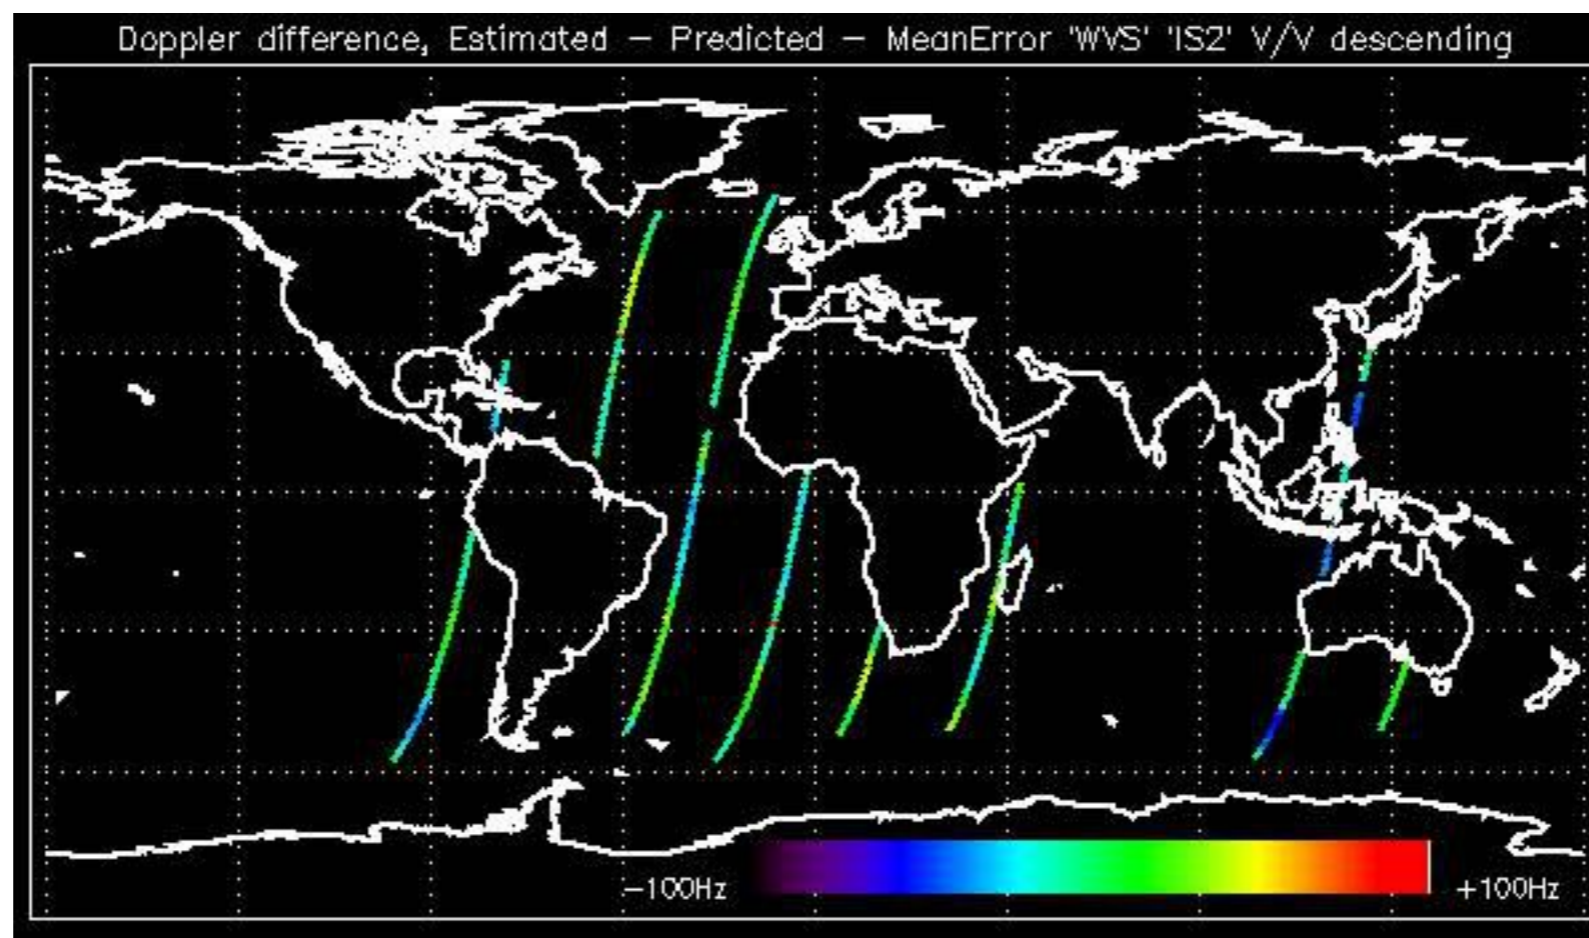 Doppler difference, Estimated – Predicted – MeanError 'WVS' 'IS2' V/V descending
–100Hz +100Hz